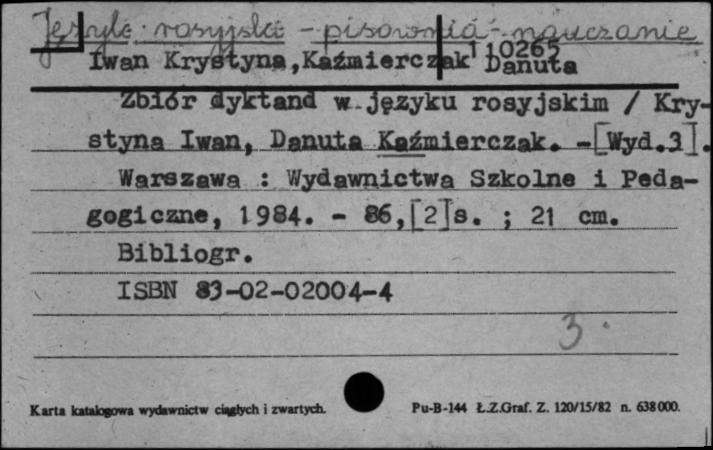 Język rosyjski - pisownia - nauczanie
110265
Iwan Krystyna,Kaźmierczak Danuta
Zbiór dyktand w języku rosyjskim / Kry-
styna Iwan, Danuta Kaźmierczak. -[Wyd.3].
Warszawa : Wydawnictwa Szkolne i Peda-
gogiczne, 1984. - 86,[2]s. ; 21 cm.
Bibliogr.
ISBN 83-02-02004-4
3.
Karta katalogowa wydawnictw ciągłych i zwartych. Pu-B-144 Ł.Z.Graf. Z. 120/15/82 n. 638000.